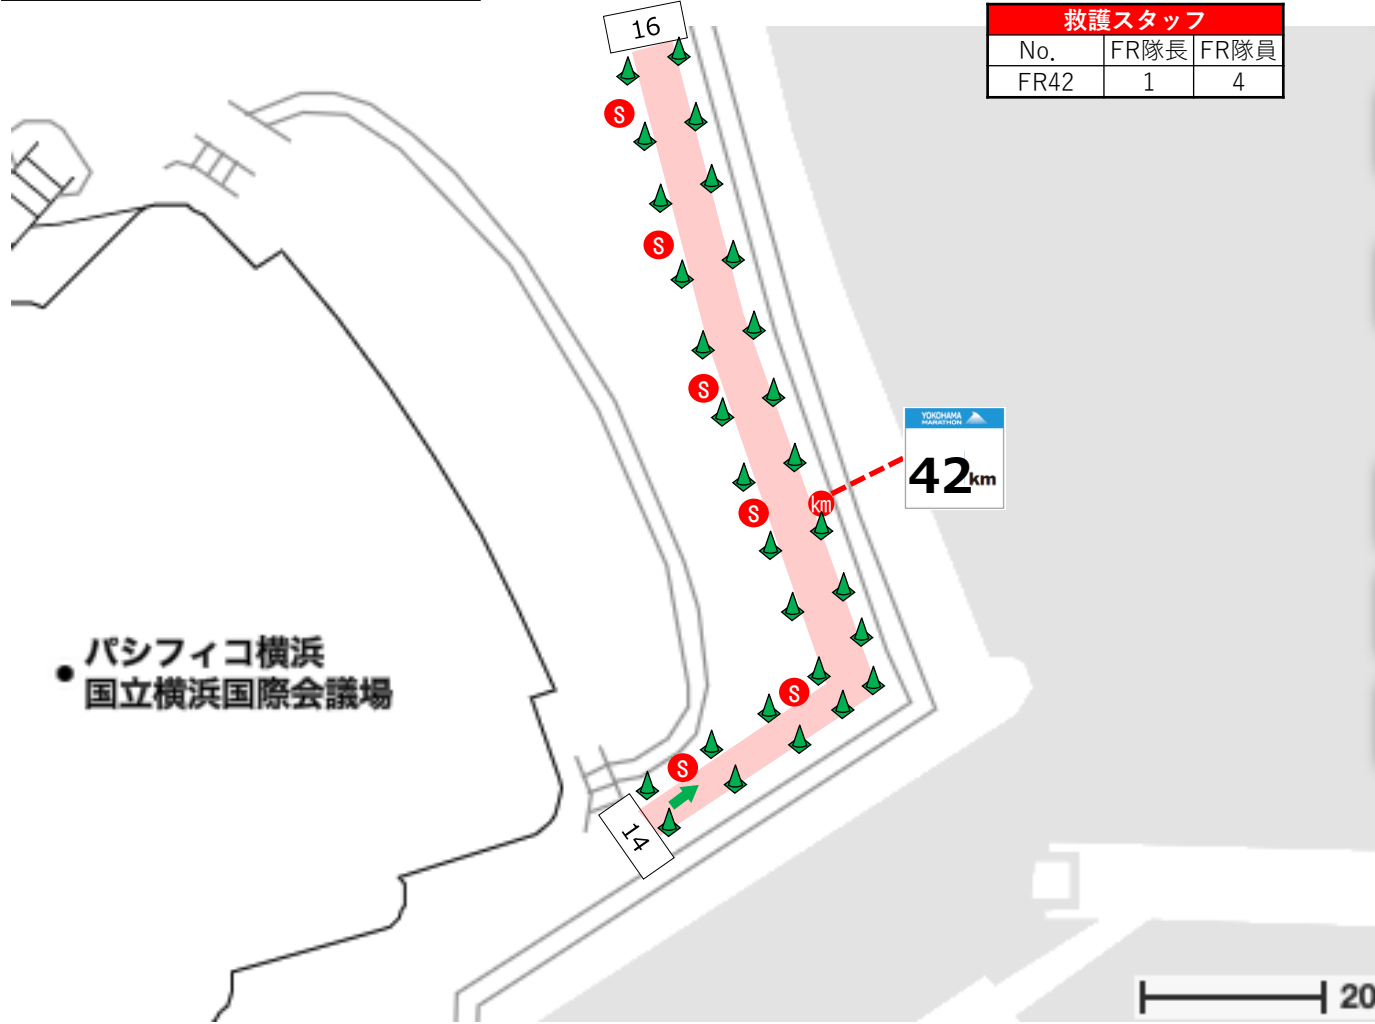 16
救護スタッフ
No. FR隊長 FR隊員
FR42 1 4
S
S
S
YOKOHAMA
MARATHON
42km
S
km
パシフィコ横浜
国立横浜国際会議場
S
S
14
20